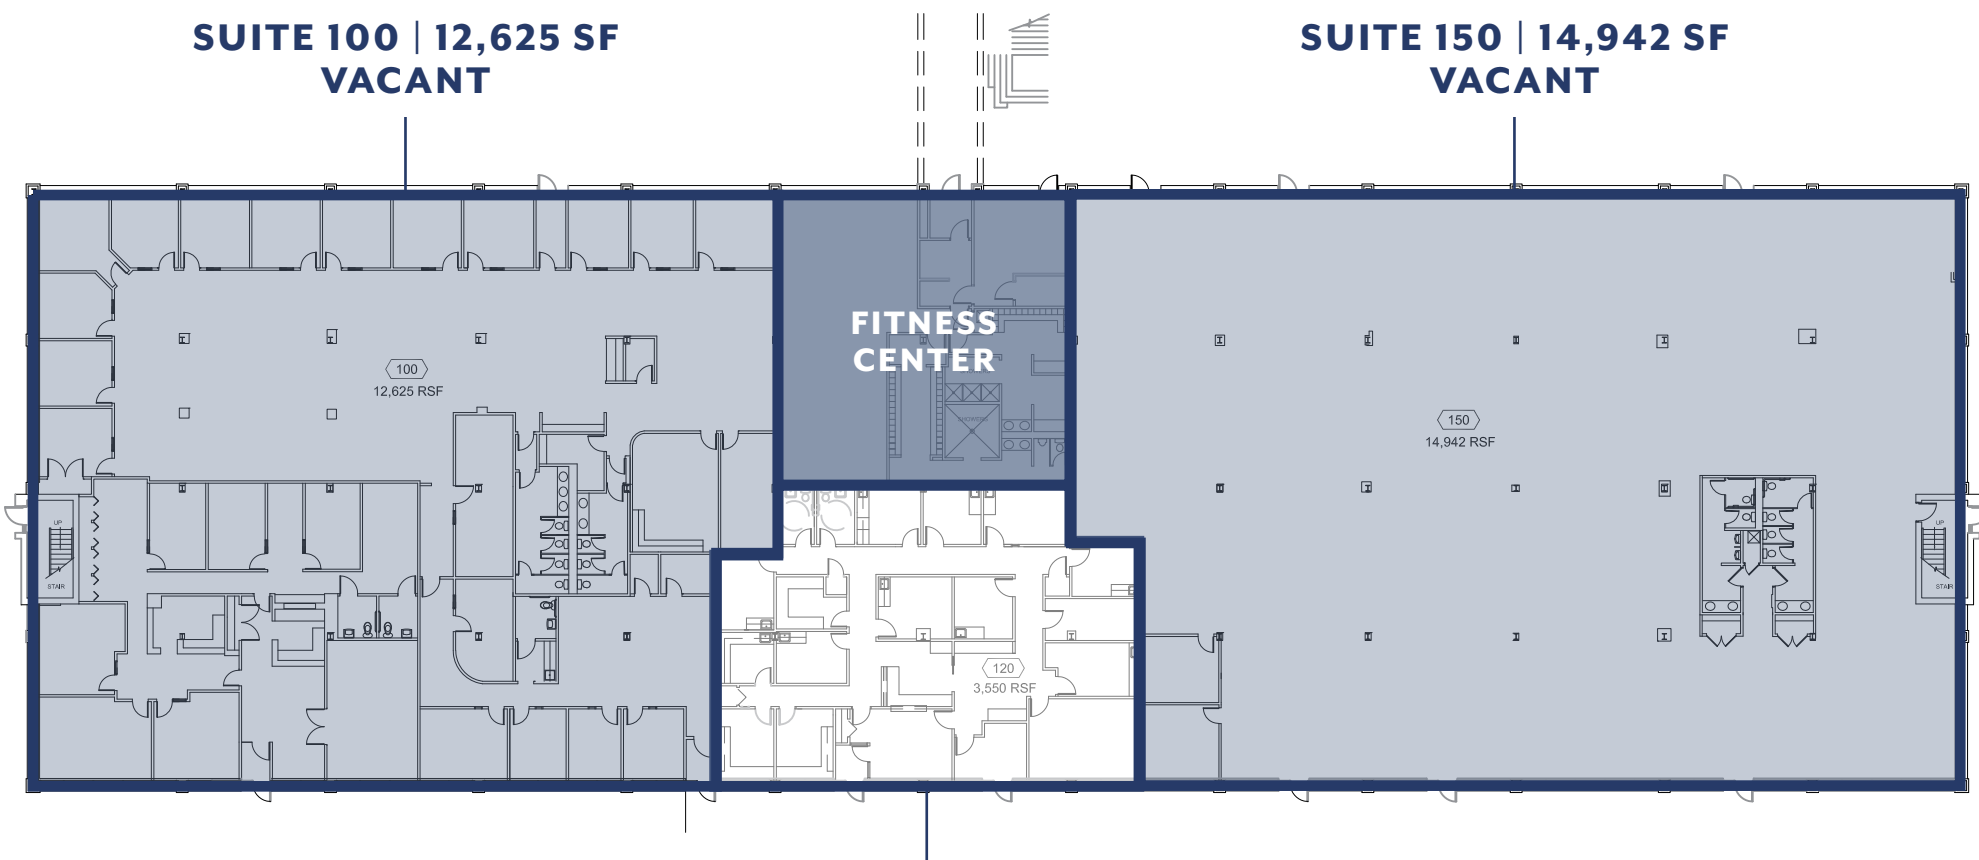 SUITE 100 | 12,625 SF
VACANT
SUITE 150 | 14,942 SF
VACANT
FITNESS
CENTER
100
12,625 RSF
150
14,942 RSF
UP
STAIR
UP
STAIR
SHOWERS
120
3,550 RSF